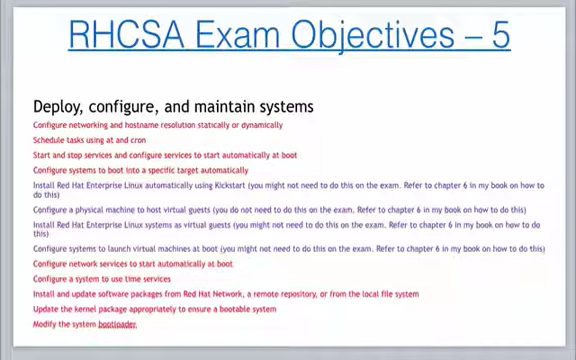 RHCSA Exam Objectives – 5
Deploy, configure, and maintain systems
Configure networking and hostname resolution statically or dynamically
Schedule tasks using at and cron
Start and stop services and configure services to start automatically at boot
Configure systems to boot into a specific target automatically
Install Red Hat Enterprise Linux automatically using Kickstart (you might not need to do this on the exam. Refer to chapter 6 in my book on how to
do this)
Configure a physical machine to host virtual guests (you do not need to do this on the exam. Refer to chapter 6 in my book on how to do this)
Install Red Hat Enterprise Linux systems as virtual guests (you might not need to do this on the exam. Refer to chapter 6 in my book on how to do
this)
Configure systems to launch virtual machines at boot (you might not need to do this on the exam. Refer to chapter 6 in my book on how to do this)
Configure network services to start automatically at boot
Configure a system to use time services
Install and update software packages from Red Hat Network, a remote repository, or from the local file system
Update the kernel package appropriately to ensure a bootable system
Modify the system bootloader